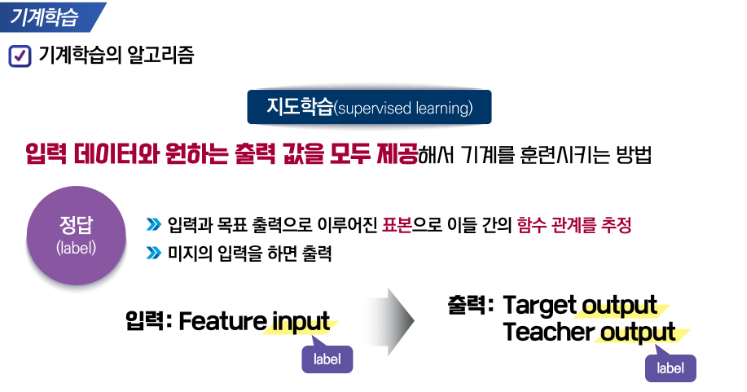 기계학습
기계학습의 알고리즘
지도학습(supervised learning)
입력 데이터와 원하는 출력 값을 모두 제공해서 기계를 훈련시키는 방법
정답
(label)
입력과 목표 출력으로 이루어진 표본으로 이들 간의 함수 관계를 추정
미지의 입력을 하면 출력
입력: Feature input
label
출력: Target output
Teacher output
label